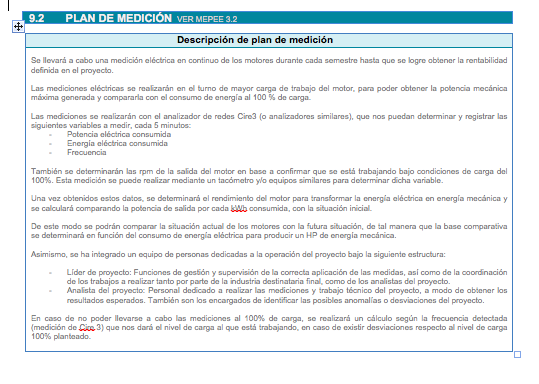 9.2 PLAN DE MEDICIÓN VER MEPEE 3.2
Descripción de plan de medición
Se llevará a cabo una medición eléctrica en continuo de los motores durante cada semestre hasta que se logre obtener la rentabilidad
definida en el proyecto.
Las mediciones eléctricas se realizarán en el turno de mayor carga de trabajo del motor, para poder obtener la potencia mecánica
máxima generada y compararla con el consumo de energía al 100 % de carga.
Las mediciones se realizarán con el analizador de redes Cire3 (o analizadores similares), que nos puedan determinar y registrar las
siguientes variables a medir, cada 5 minutos:
- Potencia eléctrica consumida
- Energía eléctrica consumida
- Frecuencia
También se determinarán las rpm de la salida del motor en base a confirmar que se está trabajando bajo condiciones de carga del
100%. Esta medición se puede realizar mediante un tacómetro y/o equipos similares para determinar dicha variable.
Una vez obtenidos estos datos, se determinará el rendimiento del motor para transformar la energía eléctrica en energía mecánica y
se calculará comparando la potencia de salida por cada kWh consumida, con la situación inicial.
De este modo se podrán comparar la situación actual de los motores con la futura situación, de tal manera que la base comparativa
se determinará en función del consumo de energía eléctrica para producir un HP de energía mecánica.
Asimismo, se ha integrado un equipo de personas dedicadas a la operación del proyecto bajo la siguiente estructura:
- Líder de proyecto: Funciones de gestión y supervisión de la correcta aplicación de las medidas, así como de la coordinación
de los trabajos a realizar tanto por parte de la industria destinataria final, como de los analistas del proyecto.
- Analista del proyecto: Personal dedicado a realizar las mediciones y trabajo técnico del proyecto, a modo de obtener los
resultados esperados. También son los encargados de identificar las posibles anomalías o desviaciones del proyecto.
En caso de no poder llevarse a cabo las mediciones al 100% de carga, se realizará un cálculo según la frecuencia detectada
(medición de Cire 3) que nos dará el nivel de carga al que está trabajando, en caso de existir desviaciones respecto al nivel de carga
100% planteado.